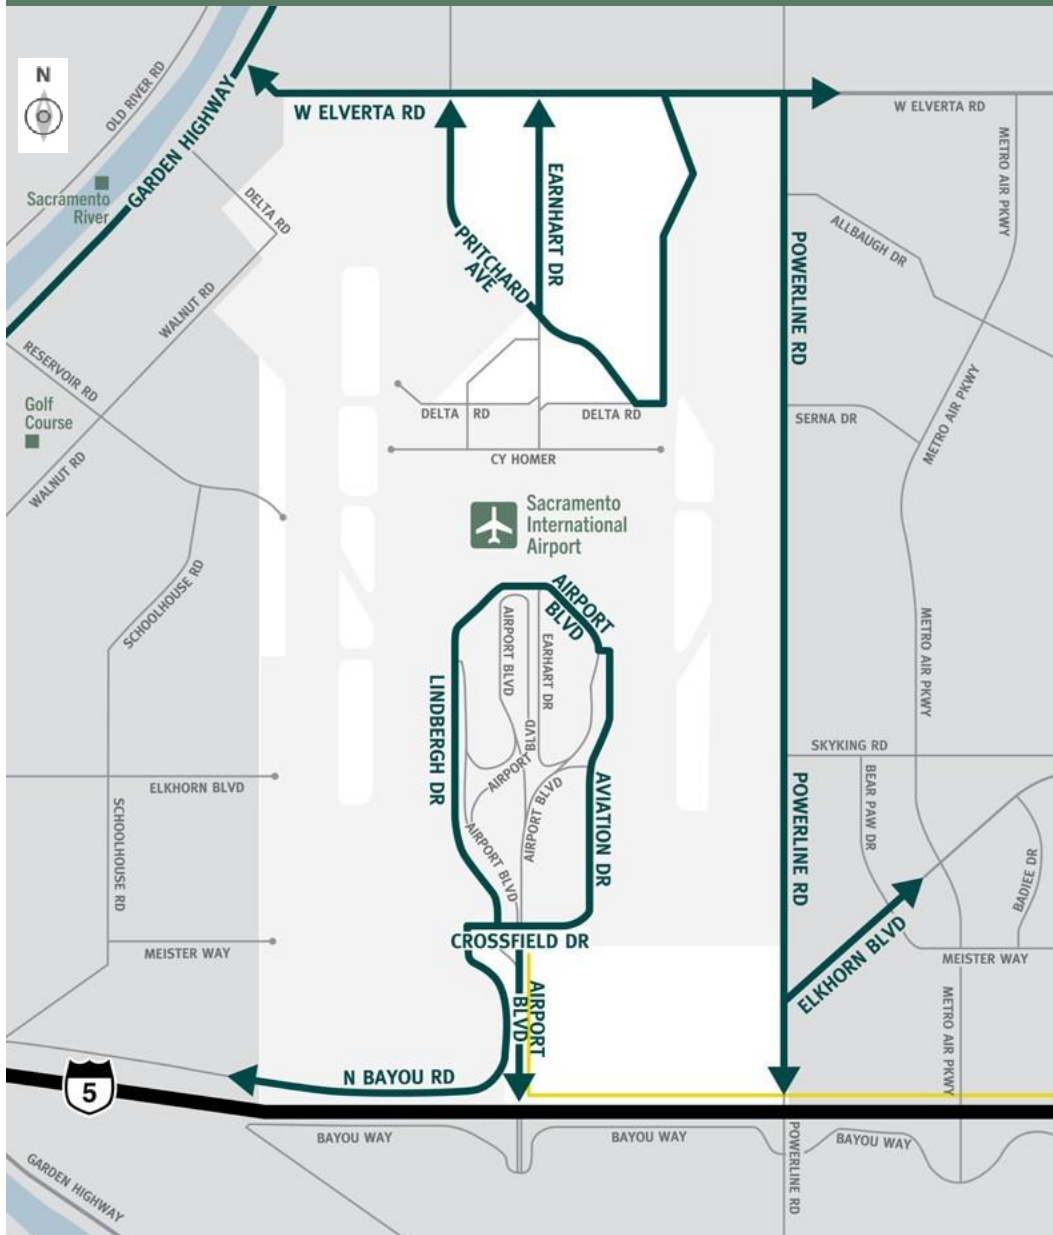 N
OLD RIVER RD
GARDEN HIGHWAY
W ELVERTA RD
W ELVERTA RD
METRO AIR PKWY
Sacramento
River
DELTA RD
EARNHART DR
PRITCHARD
AVE
POWERLINE RD
ALLBAUGH DR
WALNUT RD
RESERVOIR RD
METRO AIR PKWY
Golf
Course
DELTA RD
DELTA RD
SERNA DR
WALNUT RD
CY HOMER
Sacramento
International
Airport
SCHOOLHOUSE RD
AIRPORT
BLVD
AIRPORT BLVD
EARHART DR
METRO AIR PKWY
LINDBERGH DR
BLVD
AIRPORT
SKYKING RD
ELKHORN BLVD
AIRPORT BLVD
AVIATION DR
POWERLINE RD
BEAR PAW DR
SCHOOLHOUSE RD
AIRPORT BLVD
BADIEE DR
CROSSFIELD DR
MEISTER WAY
ELKHORN BLVD
MEISTER WAY
AIRPORT
BLVD
METRO AIR PKWY
5
N BAYOU RD
BAYOU WAY
BAYOU WAY
POWERLINE RD
BAYOU WAY
GARDEN HIGHWAY